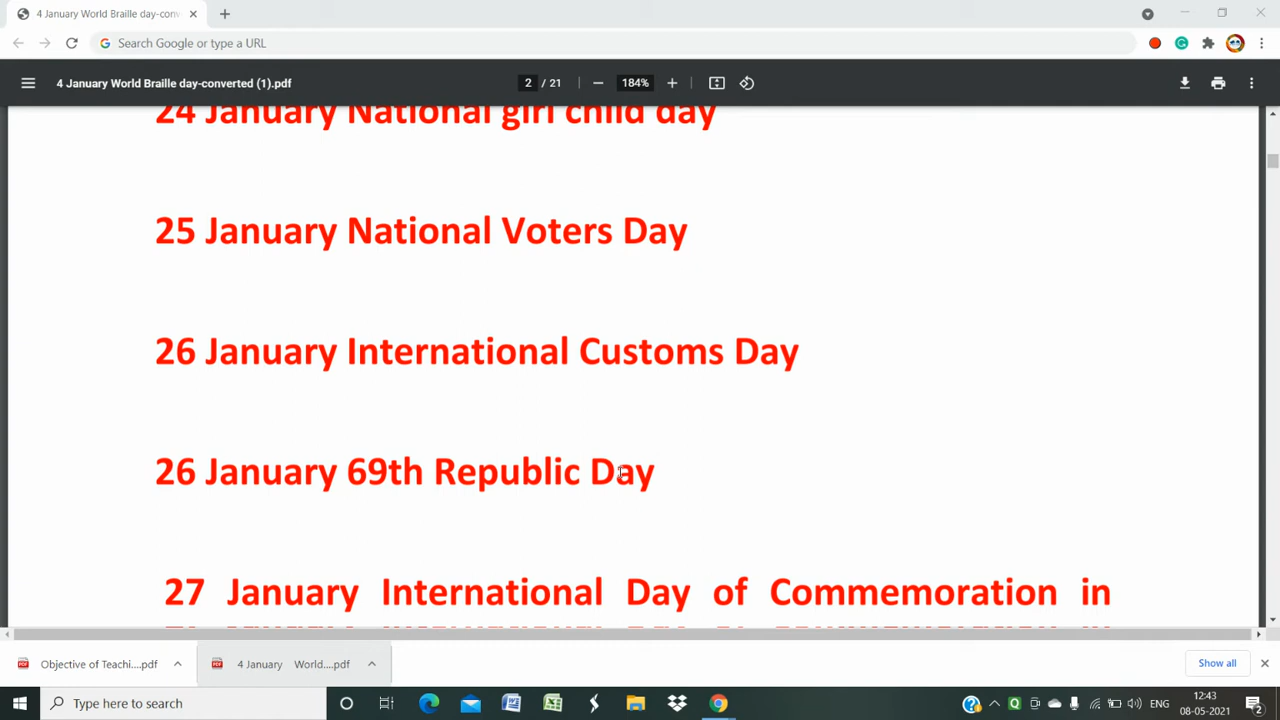 4 January World Braille day-conv
Search Google or type a URL
4 January World Braille day-converted (1).pdf
2 / 21
184%
24 January National girl child day
25 January National Voters Day
26 January International Customs Day
26 January 69th Republic Day
27 January International Day of Commemoration in
Objective of Teachi....pdf
4 January World....pdf
Show all
Type here to search
ENG
12:43
08-05-2021
2